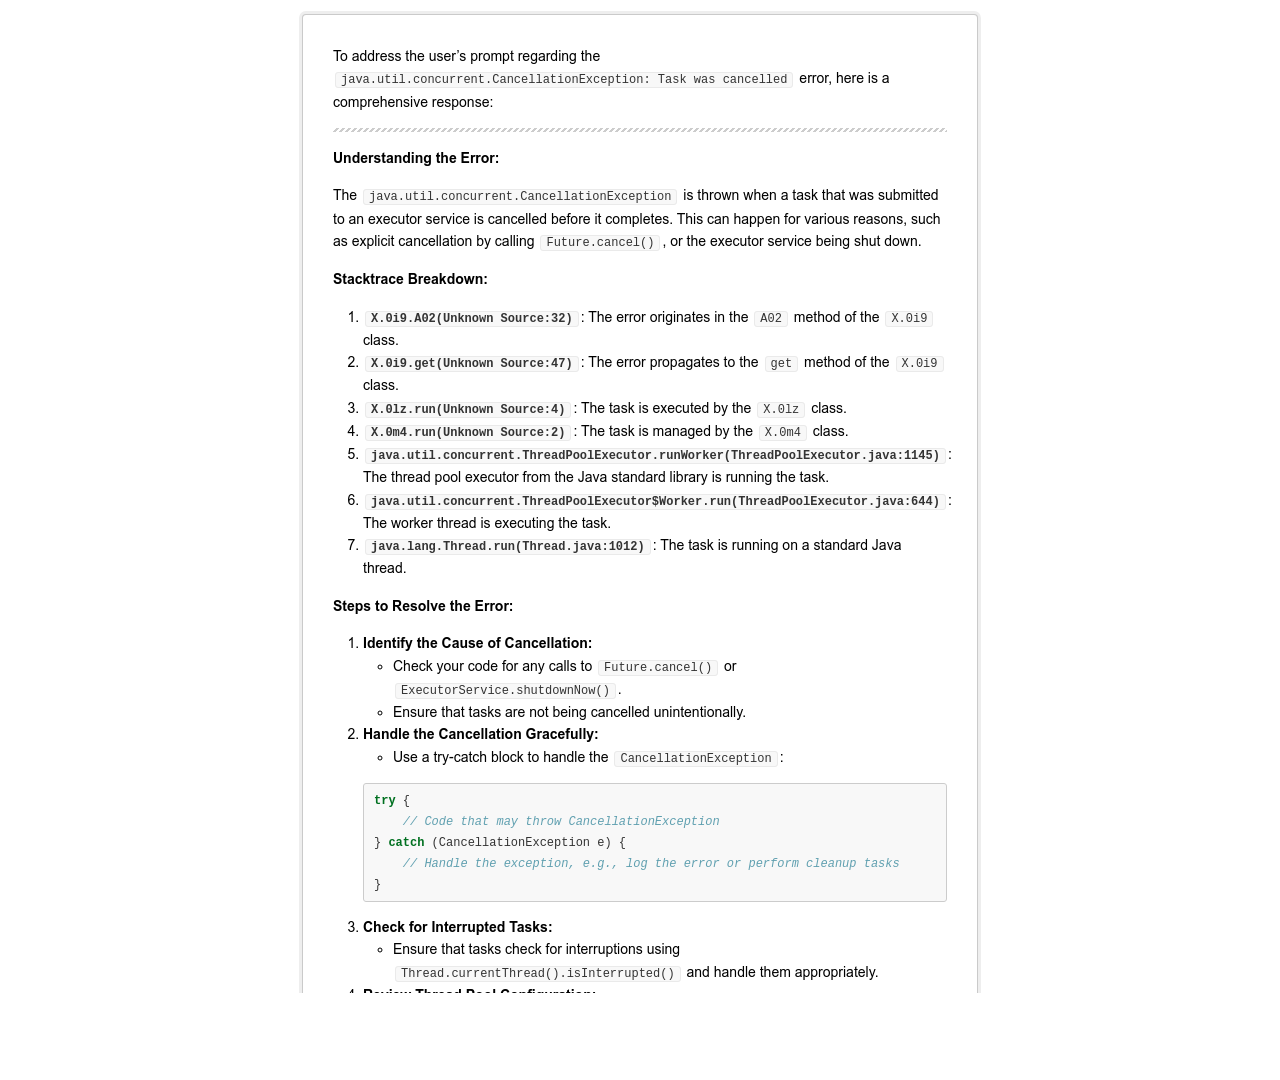 To address the user’s prompt regarding the
java.util.concurrent.CancellationException: Task was cancelled error, here is a
comprehensive response:
Understanding the Error:
The java.util.concurrent.CancellationException is thrown when a task that was submitted
to an executor service is cancelled before it completes. This can happen for various reasons, such
as explicit cancellation by calling Future.cancel(), or the executor service being shut down.
Stacktrace Breakdown:
1. X.0i9.A02(Unknown Source:32): The error originates in the A02 method of the X.0i9
class.
2. X.0i9.get(Unknown Source:47): The error propagates to the get method of the X.0i9
class.
3. X.0lz.run(Unknown Source:4): The task is executed by the X.0lz class.
4. X.0m4.run(Unknown Source:2): The task is managed by the X.0m4 class.
5. java.util.concurrent.ThreadPoolExecutor.runWorker(ThreadPoolExecutor.java:1145):
The thread pool executor from the Java standard library is running the task.
6. java.util.concurrent.ThreadPoolExecutor$Worker.run(ThreadPoolExecutor.java:644):
The worker thread is executing the task.
7. java.lang.Thread.run(Thread.java:1012): The task is running on a standard Java
thread.
Steps to Resolve the Error:
1. Identify the Cause of Cancellation:
◦ Check your code for any calls to Future.cancel() or
ExecutorService.shutdownNow().
◦ Ensure that tasks are not being cancelled unintentionally.
2. Handle the Cancellation Gracefully:
◦ Use a try-catch block to handle the CancellationException:
try {
    // Code that may throw CancellationException
} catch (CancellationException e) {
    // Handle the exception, e.g., log the error or perform cleanup tasks
}
3. Check for Interrupted Tasks:
◦ Ensure that tasks check for interruptions using
Thread.currentThread().isInterrupted() and handle them appropriately.
4. Review Thread Pool Configuration: